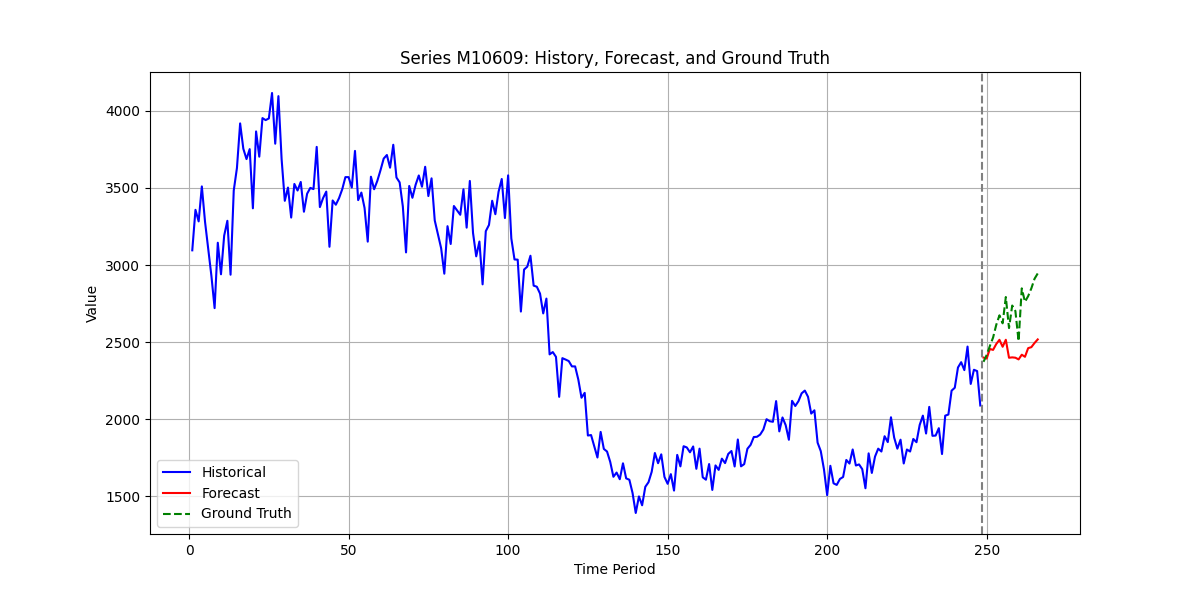 Series M10609: History, Forecast, and Ground Truth
Value
4000
3500
3000
2500
2000
1500
Historical
Forecast
Ground Truth
0 50 100 150 200 250
Time Period